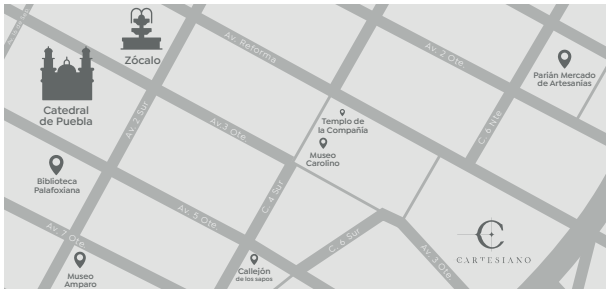 Av. Reforma
Av. 2 Ote.
Zócalo
Parián Mercado
de Artesanías
Catedral
de Puebla
Av. 2 Sur
Av.3 Ote.
Templo de
la Compañía
C. 6 Nte.
Museo
Carolino
Biblioteca
Palafoxiana
C. 4 Sur
Av. 5 Ote.
Av. 7 Ote.
C. 6 Sur
Av. 3 Ote.
C
CARTESIANO
Callejón
de los sapos
Museo
Amparo